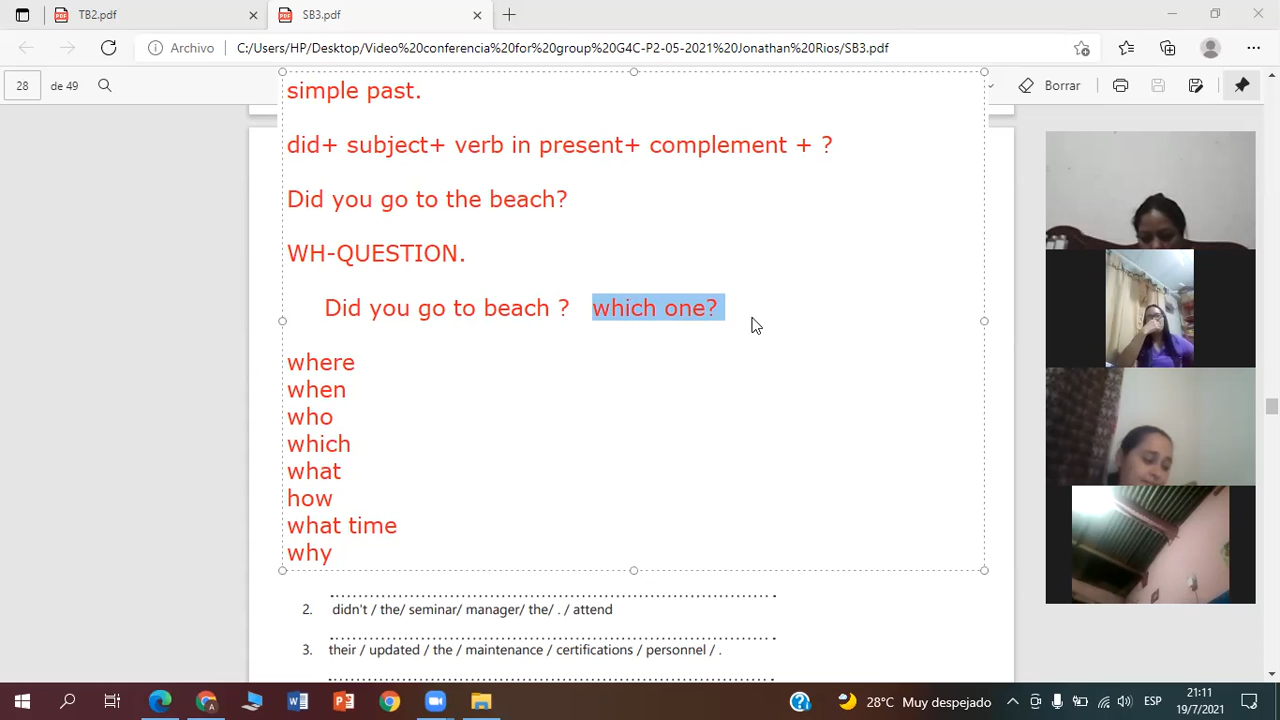 TB2.pdf
SB3.pdf
Archivo
C:/Users/HP/Desktop/Video%20conferencia%20for%20group%20G4C-P2-05-2021%20Jonathan%20Rios/SB3.pdf
28
de 49
Borrar
simple past.
did+ subject+ verb in present+ complement + ?
Did you go to the beach?
WH-QUESTION.
Did you go to beach ? which one?
where
when
who
which
what
how
what time
why
2. didn't / the/ seminar/ manager/ the/ . / attend
3. their / updated / the / maintenance / certifications / personnel / .
28°C Muy despejado
ESP
21:11
19/7/2021